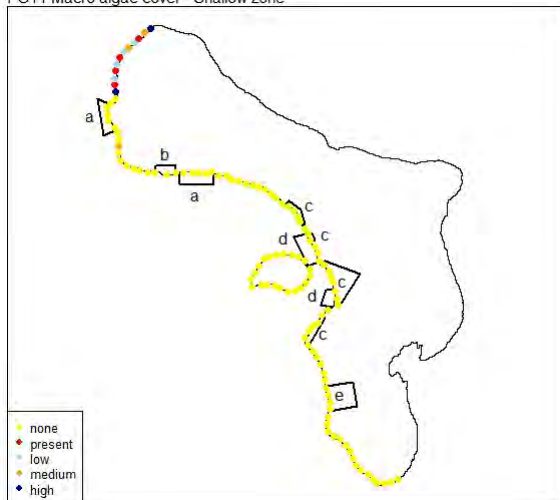 Macro algae cover - Shallow zone
a
b
a
c
d
c
c
d
c
e
none
present
low
medium
high